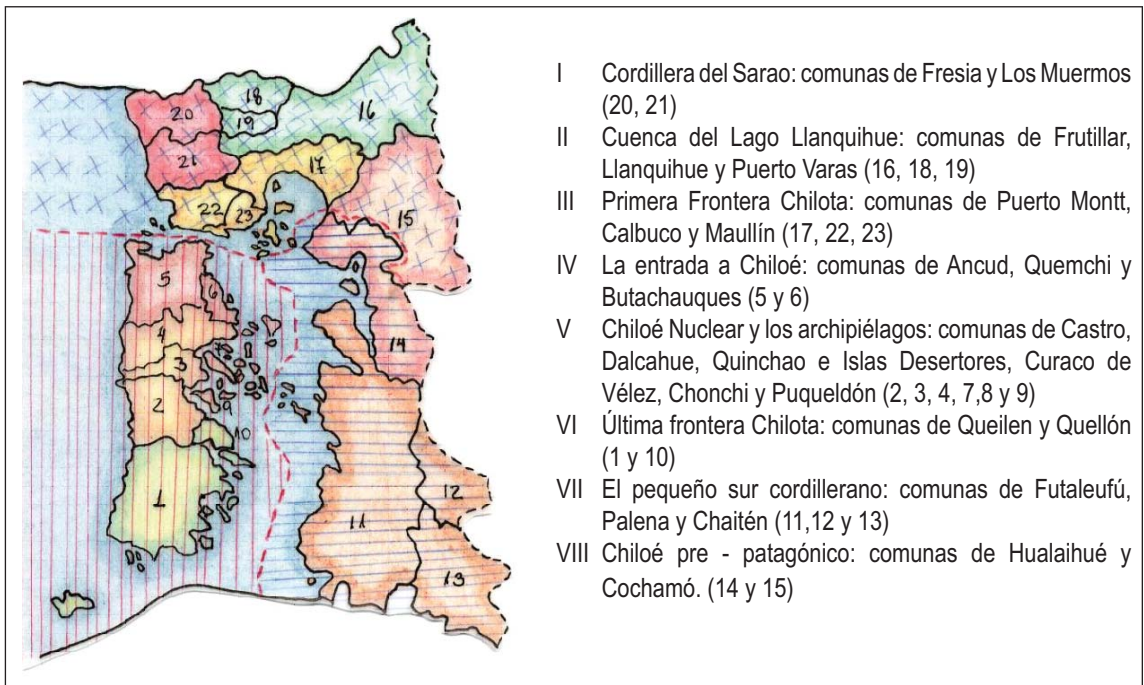 18
20
19
16
21
17
22
23
15
5
6
4
14
3
7
2
9
10
1
11
12
13
I Cordillera del Sarao: comunas de Fresia y Los Muermos
(20, 21)
II Cuenca del Lago Llanquihue: comunas de Frutillar,
Llanquihue y Puerto Varas (16, 18, 19)
III Primera Frontera Chilota: comunas de Puerto Montt,
Calbuco y Maullín (17, 22, 23)
IV La entrada a Chiloé: comunas de Ancud, Quemchi y
Butachauques (5 y 6)
V Chiloé Nuclear y los archipiélagos: comunas de Castro,
Dalcahue, Quinchao e Islas Desertores, Curaco de
Vélez, Chonchi y Puqueldón (2, 3, 4, 7,8 y 9)
VI Última frontera Chilota: comunas de Queilen y Quellón
(1 y 10)
VII El pequeño sur cordillerano: comunas de Futaleufú,
Palena y Chaitén (11,12 y 13)
VIII Chiloé pre - patagónico: comunas de Hualaihué y
Cochamó. (14 y 15)